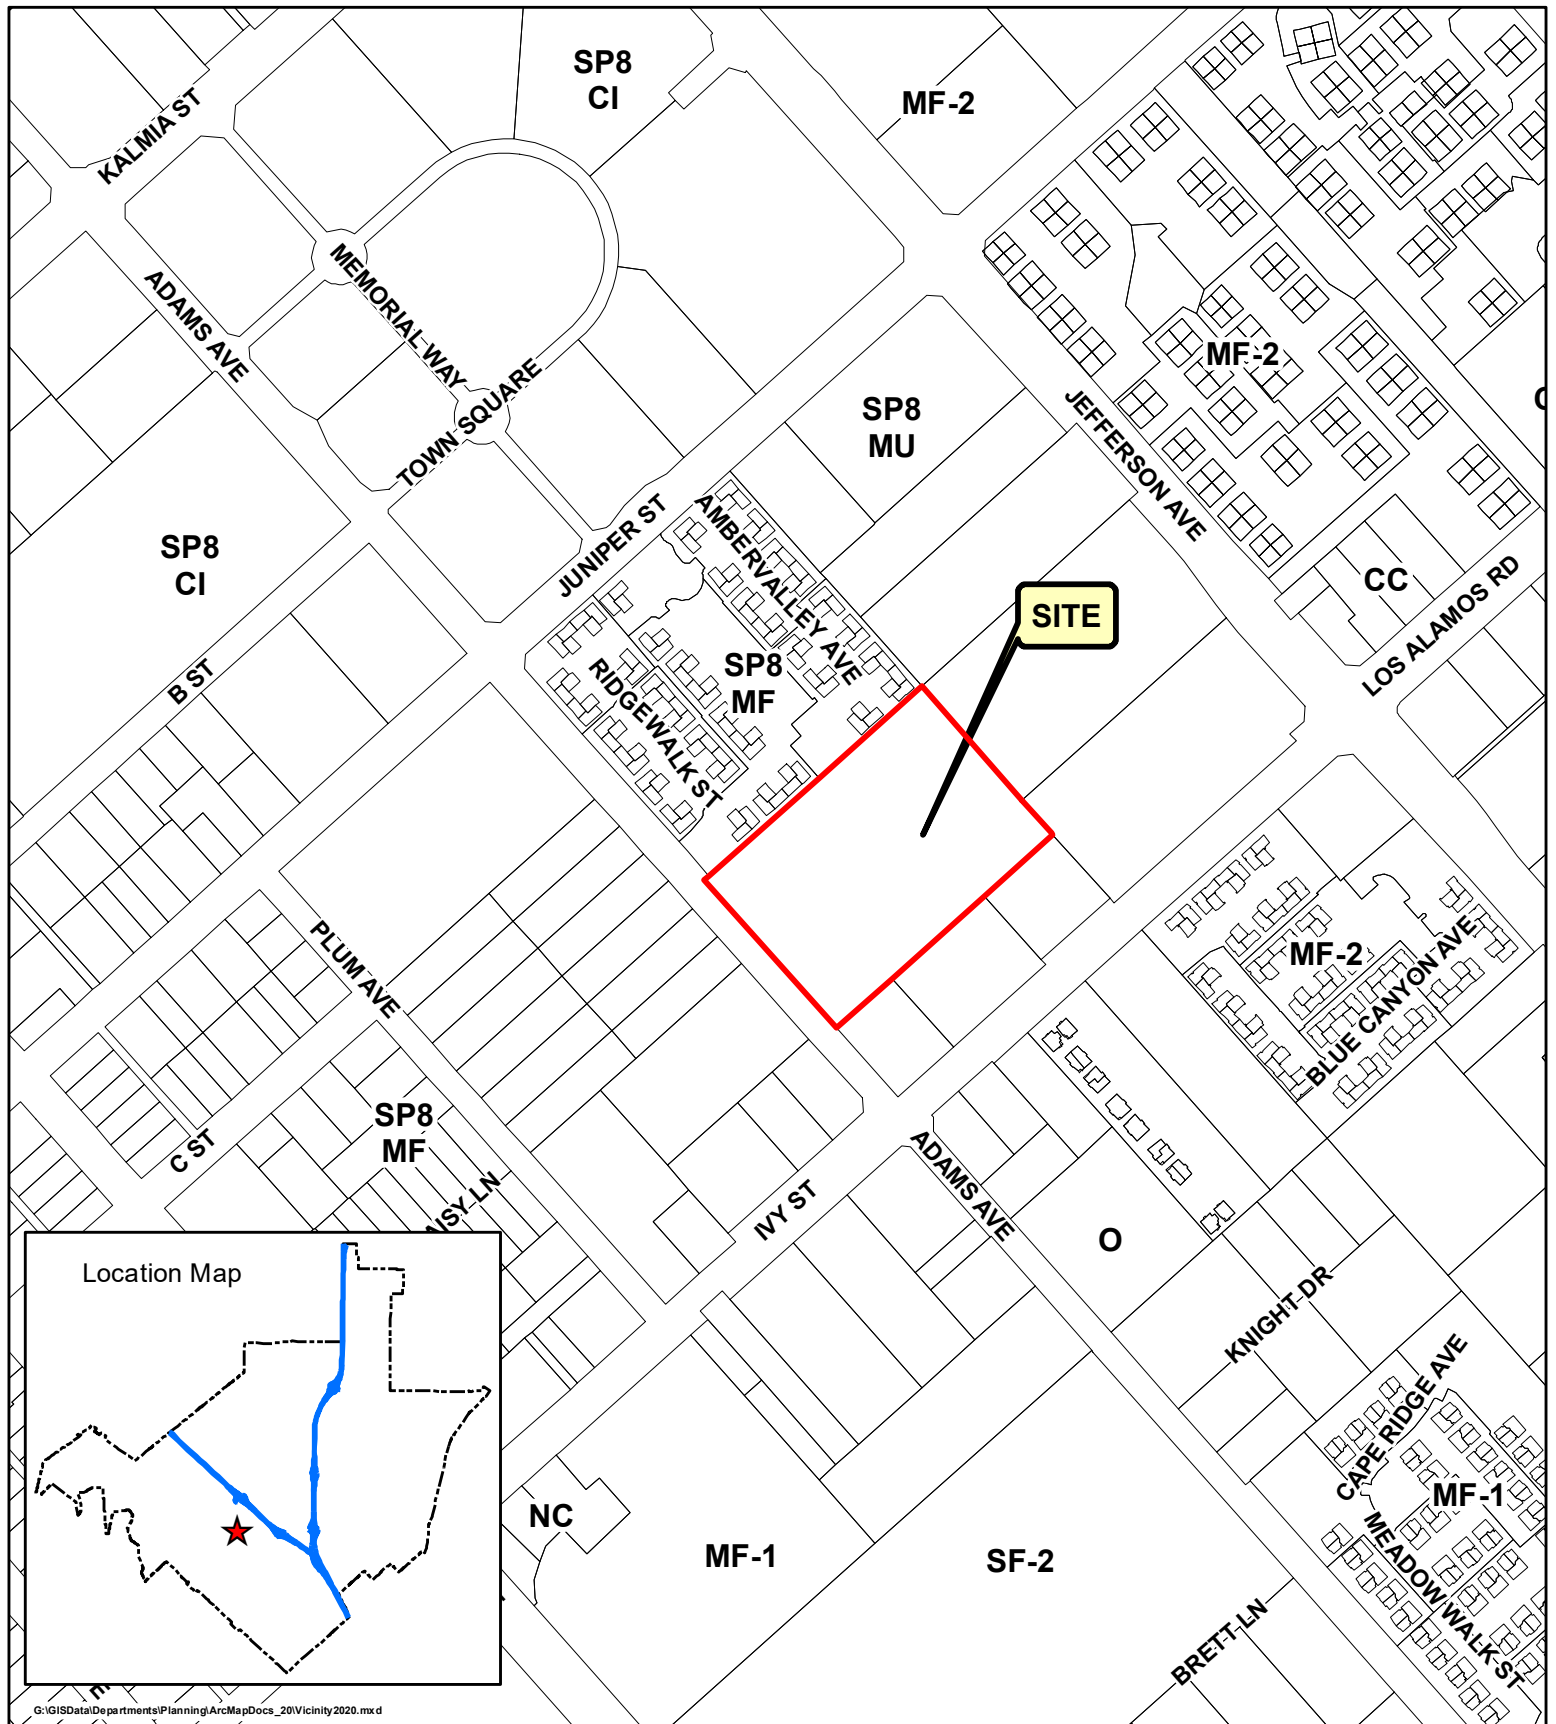 SP8
CI
MF-2
KALMIA ST
MEMORIAL WAY
ADAMS AVE
TOWN SQUARE
MF-2
SP8
MU
JEFFERSON AVE
SP8
CI
JUNIPER ST
AMBERVALLEY AVE
CC
LOS ALAMOS RD
SITE
B ST
RIDGEWALK ST
SP8
MF
PLUM AVE
MF-2
BLUE CANYON AVE
C ST
SP8
MF
AISY LN
IVY ST
ADAMS AVE
O
KNIGHT DR
Location Map
CAPE RIDGE AVE
MF-1
NC
MF-1
SF-2
MEADOW WALK ST
BRETT LN
G:\GISData\Departments\Planning\ArcMapDocs_20\Vicinity2020.mxd